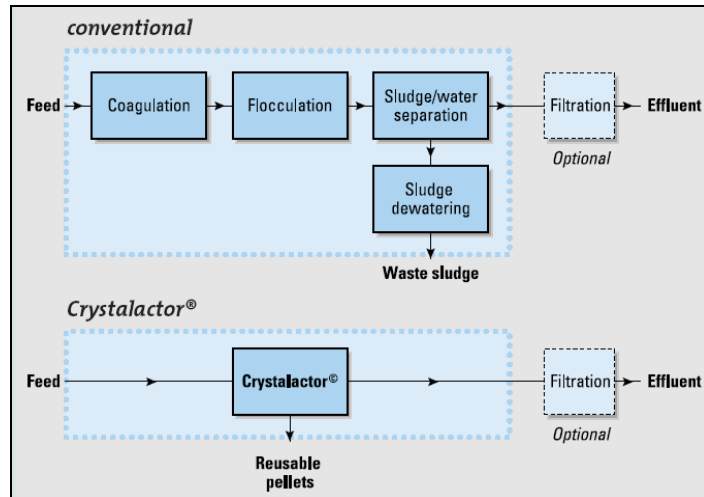 conventional
Feed
Coagulation
Flocculation
Sludge/water
separation
Filtration
Effluent
Optional
Sludge
dewatering
Waste sludge
Crystalactor®
Feed
Crystalactor©
Filtration
Effluent
Optional
Reusable
pellets